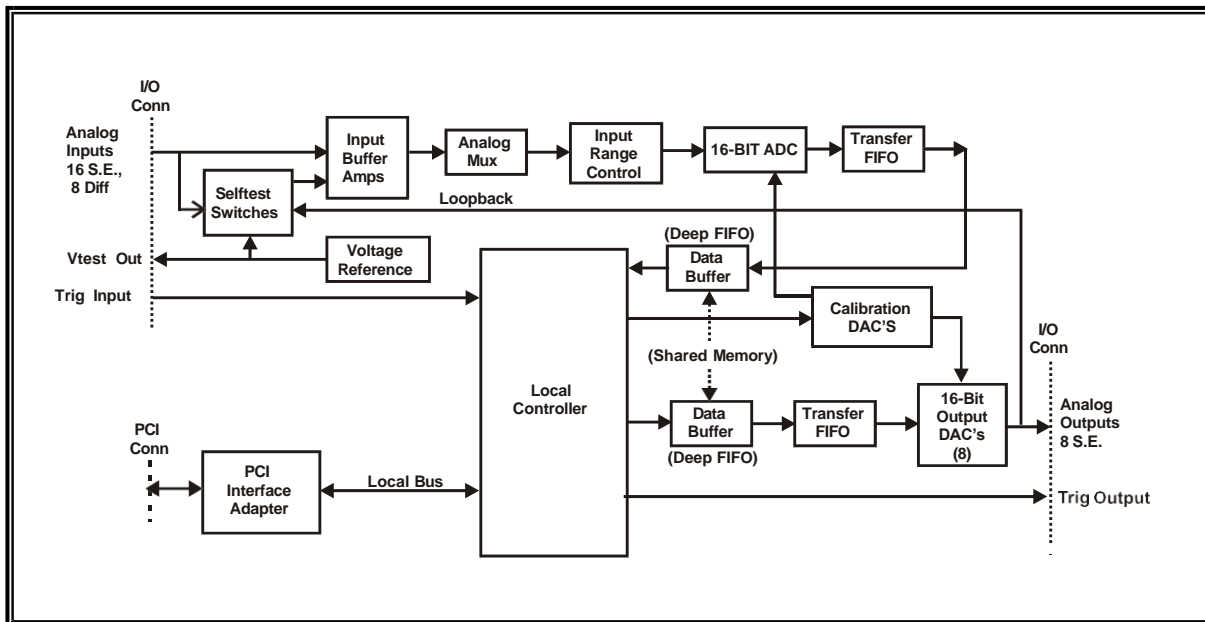 I/O
Conn
Analog
Inputs
16 S.E.,
8 Diff
Input
Buffer
Amps
Analog
Mux
Input
Range
Control
16-BIT ADC
Transfer
FIFO
Selftest
Switches
Loopback
Vtest Out
Voltage
Reference
(Deep FIFO)
Data
Buffer
Trig Input
Calibration
DAC'S
I/O
Conn
(Shared Memory)
Local
Controller
Data
Buffer
(Deep FIFO)
Transfer
FIFO
16-Bit
Output
DAC's
(8)
Analog
Outputs
8 S.E.
PCI
Conn
PCI
Interface
Adapter
Local Bus
Trig Output